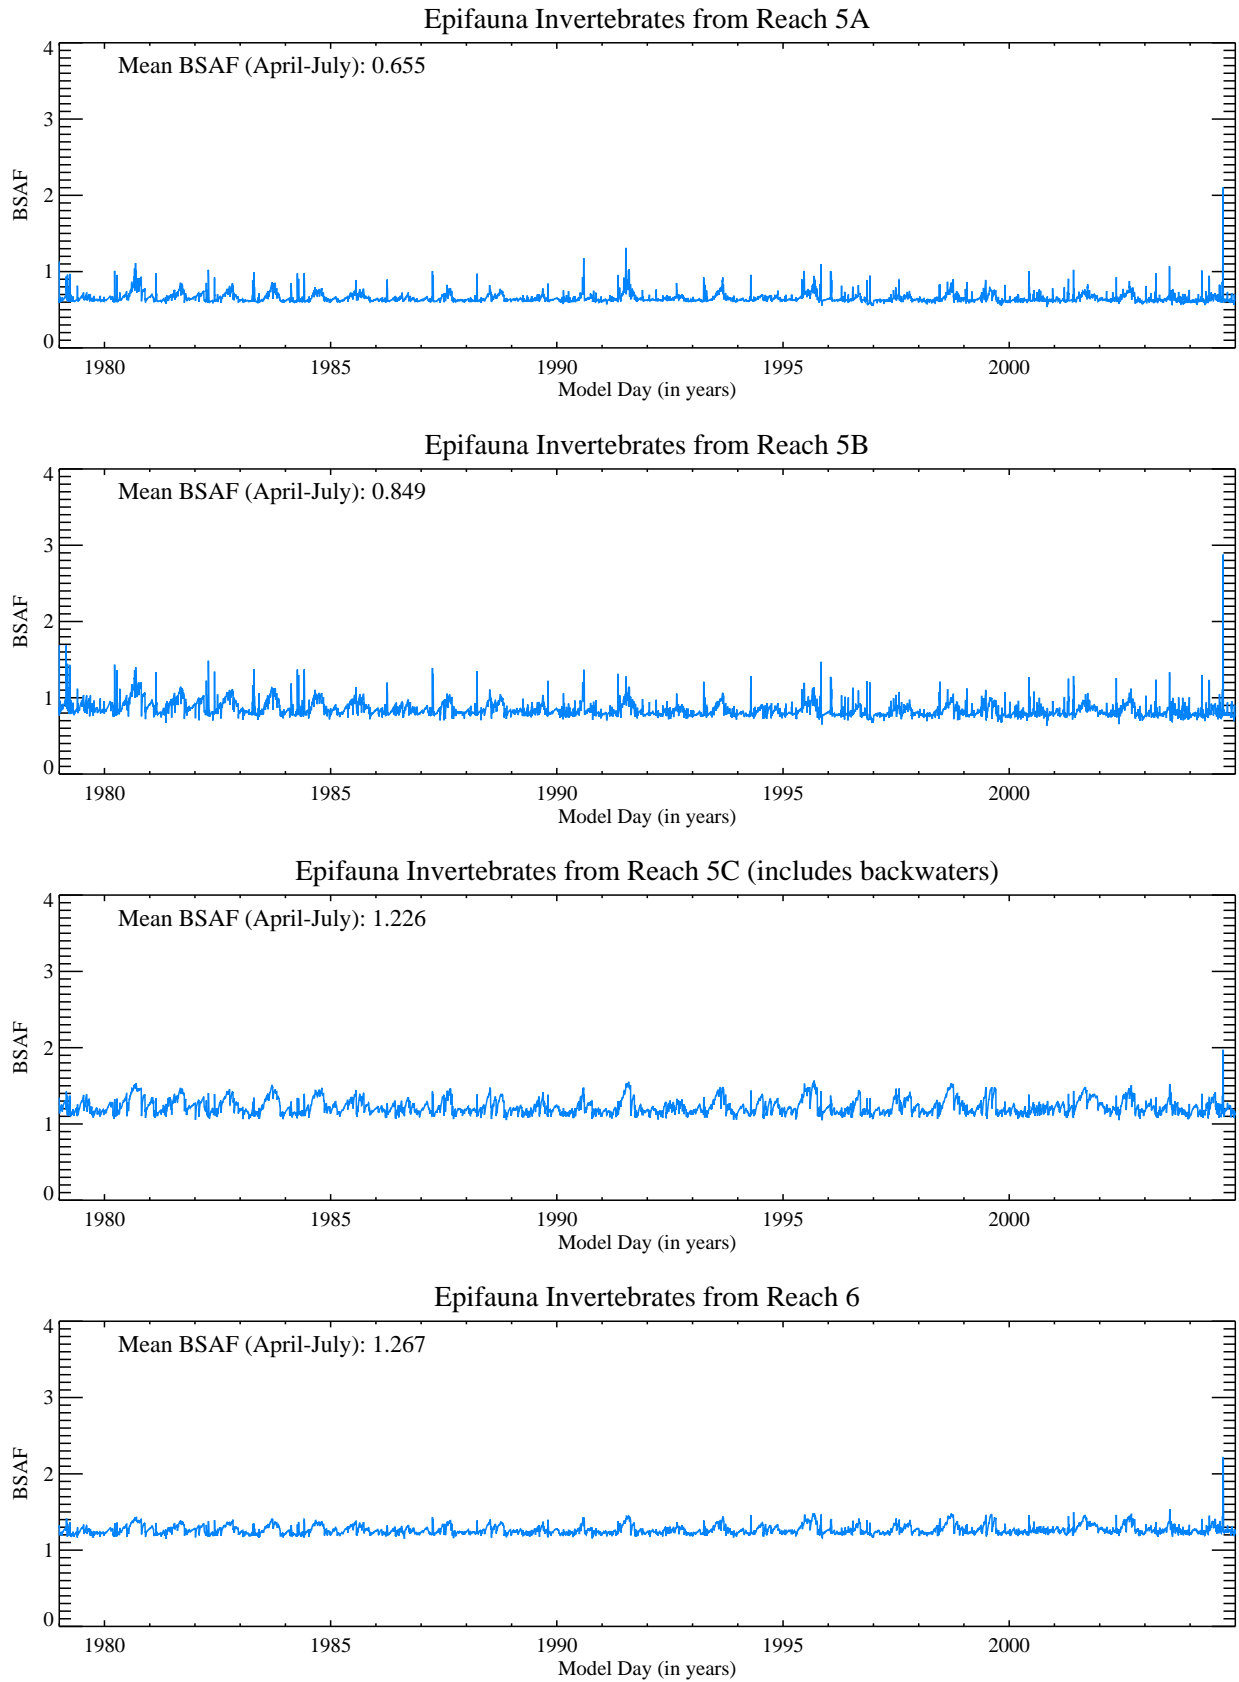 Epifauna Invertebrates from Reach 5A
Mean BSAF (April-July): 0.655
4
3
2
1
0
BSAF
1980 1985 1990 1995 2000
Model Day (in years)
Epifauna Invertebrates from Reach 5B
Mean BSAF (April-July): 0.849
4
3
2
1
0
BSAF
1980 1985 1990 1995 2000
Model Day (in years)
Epifauna Invertebrates from Reach 5C (includes backwaters)
Mean BSAF (April-July): 1.226
4
3
2
1
0
BSAF
1980 1985 1990 1995 2000
Model Day (in years)
Epifauna Invertebrates from Reach 6
Mean BSAF (April-July): 1.267
4
3
2
1
0
BSAF
1980 1985 1990 1995 2000
Model Day (in years)